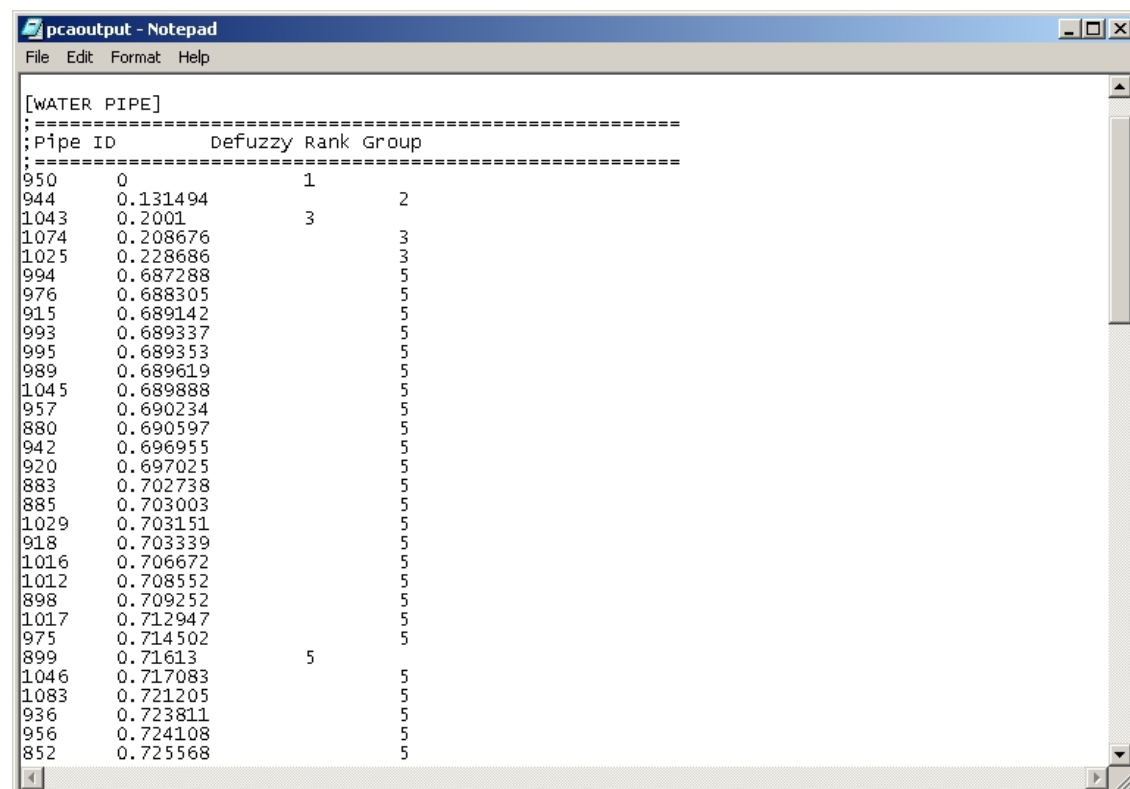 pcaoutput - Notepad
File Edit Format Help
[WATER PIPE]
;=======================================================
;Pipe ID Defuzzy Rank Group
;=======================================================
950 0 1
944 0.131494 2
1043 0.2001 3
1074 0.208676 3
1025 0.228686 3
994 0.687288 5
976 0.688305 5
915 0.689142 5
993 0.689337 5
995 0.689353 5
989 0.689619 5
1045 0.689888 5
957 0.690234 5
880 0.690597 5
942 0.696955 5
920 0.697025 5
883 0.702738 5
885 0.703003 5
1029 0.703151 5
918 0.703339 5
1016 0.706672 5
1012 0.708552 5
898 0.709252 5
1017 0.712947 5
975 0.714502 5
899 0.71613 5
1046 0.717083 5
1083 0.721205 5
936 0.723811 5
956 0.724108 5
852 0.725568 5